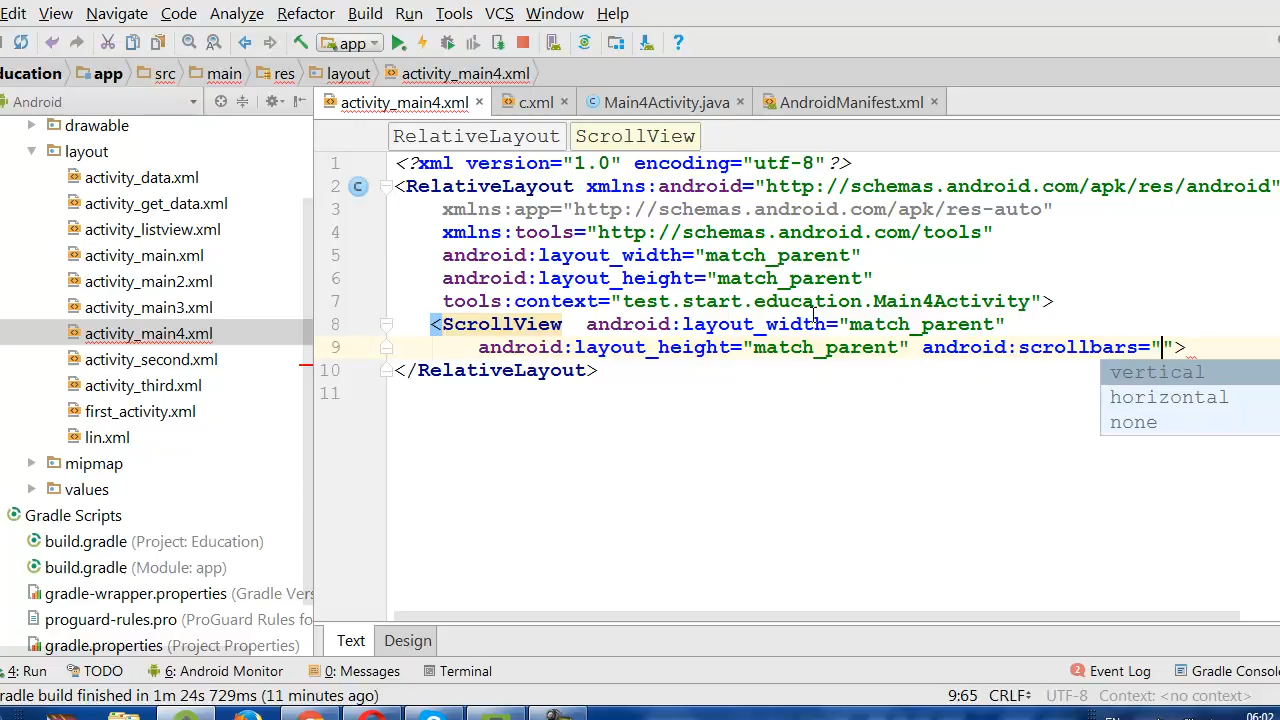 Edit View Navigate Code Analyze Refactor Build Run Tools VCS Window Help
app
ducation app src main res layout activity_main4.xml
Android
activity_main4.xml c.xml Main4Activity.java AndroidManifest.xml
drawable
layout
activity_data.xml
activity_get_data.xml
activity_listview.xml
activity_main.xml
activity_main2.xml
activity_main3.xml
activity_main4.xml
activity_second.xml
activity_third.xml
first_activity.xml
lin.xml
mipmap
values
Gradle Scripts
build.gradle (Project: Education)
build.gradle (Module: app)
gradle-wrapper.properties (Gradle Vers
proguard-rules.pro (ProGuard Rules fo
gradle.properties (Project Properties)
RelativeLayout ScrollView
1 <?xml version="1.0" encoding="utf-8"?>
2 <RelativeLayout xmlns:android="http://schemas.android.com/apk/res/android"
3 xmlns:app="http://schemas.android.com/apk/res-auto"
4 xmlns:tools="http://schemas.android.com/tools"
5 android:layout_width="match_parent"
6 android:layout_height="match_parent"
7 tools:context="test.start.education.Main4Activity">
8 <ScrollView android:layout_width="match_parent"
9 android:layout_height="match_parent" android:scrollbars="">
10 </RelativeLayout>
11
vertical
horizontal
none
Text Design
4: Run TODO 6: Android Monitor 0: Messages Terminal 2 Event Log Gradle Console
radle build finished in 1m 24s 729ms (11 minutes ago) 9:65 CRLF UTF-8 Context: <no context>
06:02